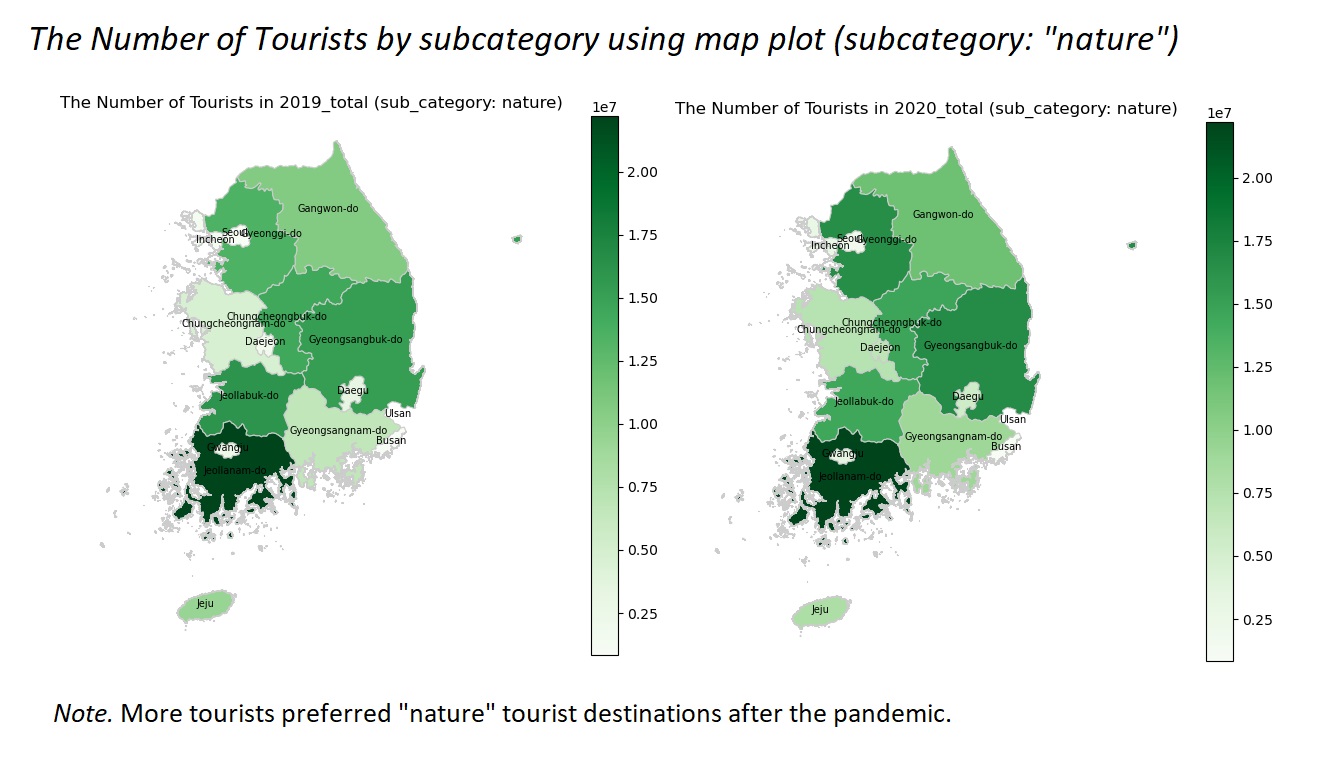 The Number of Tourists by subcategory using map plot (subcategory: "nature")
The Number of Tourists in 2019_total (sub_category: nature)
1e7
2.00
1.75
1.50
1.25
1.00
0.75
0.50
0.25
Gangwon-do
Seoul
Gyeonggi-do
Incheon
Chungcheongbuk-do
Chungcheongnam-do
Daejeon
Gyeongsangbuk-do
Daegu
Jeollabuk-do
Ulsan
Gyeongsangnam-do
Busan
Gwangju
Jeollanam-do
Jeju
The Number of Tourists in 2020_total (sub_category: nature)
1e7
2.00
1.75
1.50
1.25
1.00
0.75
0.50
0.25
Gangwon-do
Seoul
Gyeonggi-do
Incheon
Chungcheongbuk-do
Chungcheongnam-do
Daejeon
Gyeongsangbuk-do
Daegu
Jeollabuk-do
Ulsan
Gyeongsangnam-do
Busan
Gwangju
Jeollanam-do
Jeju
Note. More tourists preferred "nature" tourist destinations after the pandemic.